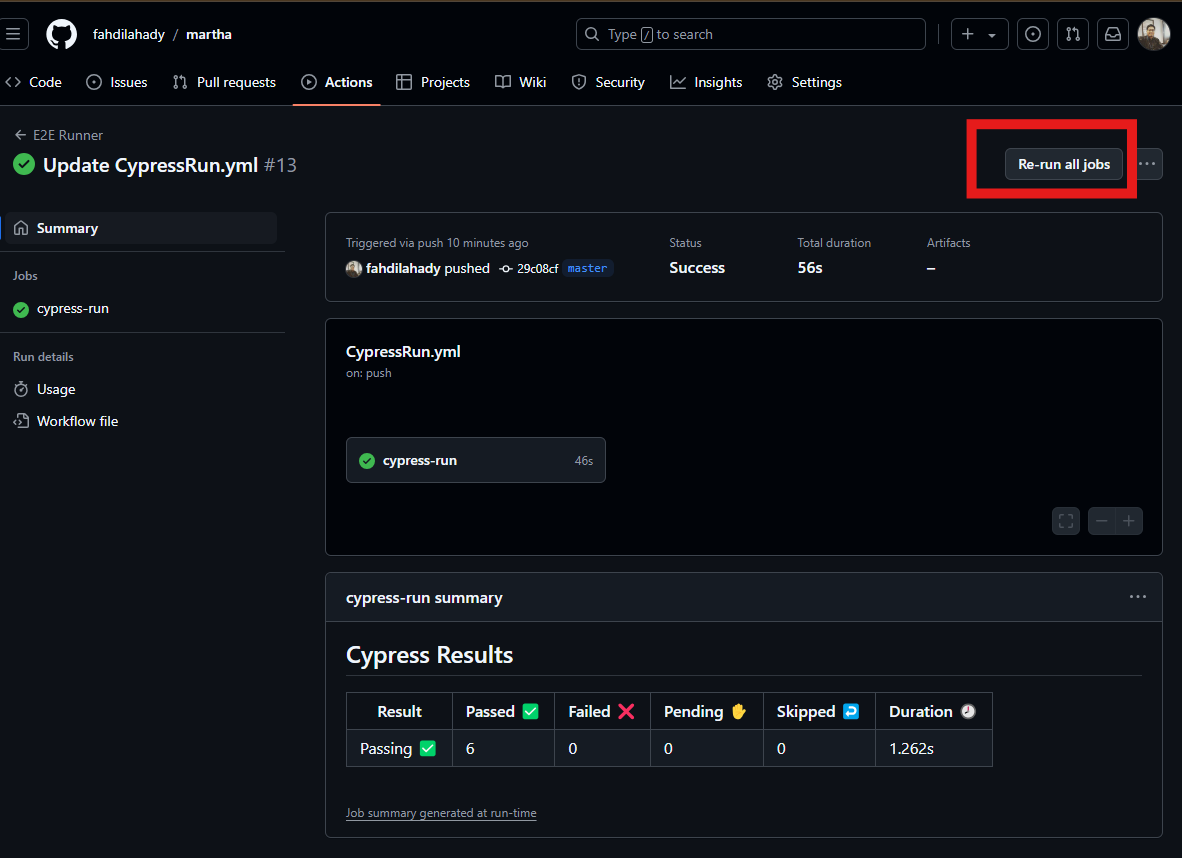 fahdilahady / martha
Type / to search
Code Issues Pull requests Actions Projects Wiki Security Insights Settings
E2E Runner
Update CypressRun.yml #13
Re-run all jobs
Summary
Jobs
cypress-run
Run details
Usage
Workflow file
Triggered via push 10 minutes ago
fahdilahady pushed 29c08cf master
Status
Success
Total duration
56s
Artifacts
–
CypressRun.yml
on: push
cypress-run 46s
cypress-run summary
Cypress Results
Result Passed ✅ Failed ❌ Pending ✋ Skipped ↩️ Duration 🕗
Passing ✅ 6 0 0 0 1.262s
Job summary generated at run-time